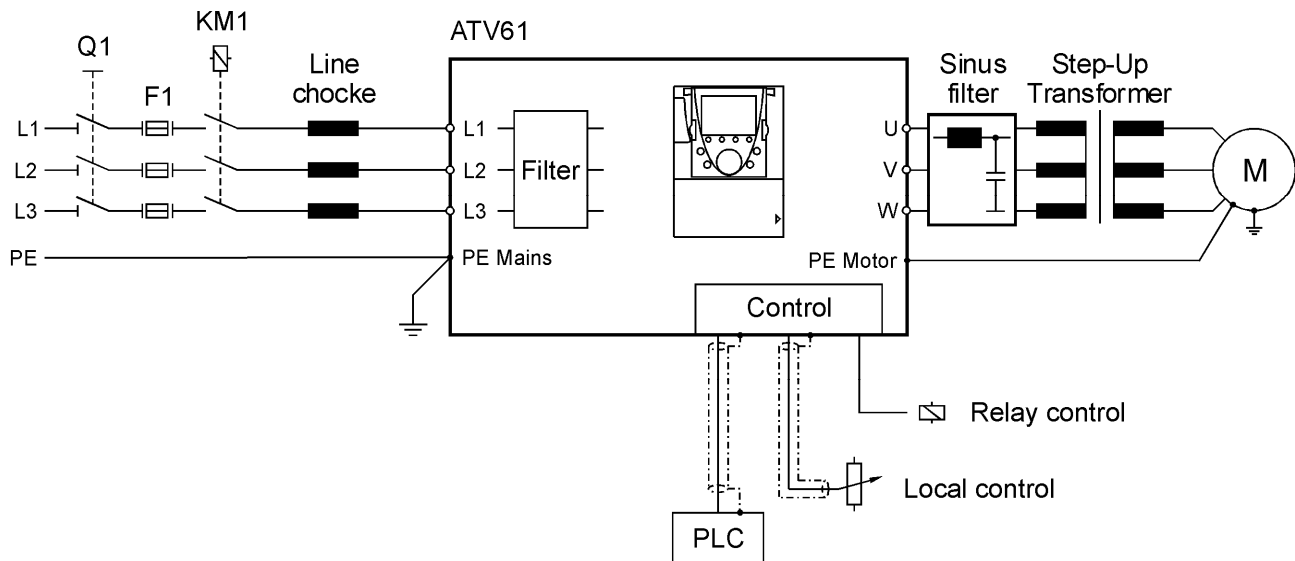 KM1
ATV61
Q1
Line
chocke
Sinus
filter
Step-Up
Transformer
F1
L1
L1
U
L2
L2
Filter
V
M
L3
L3
W
PE
PE Mains
PE Motor
Control
Relay control
Local control
PLC